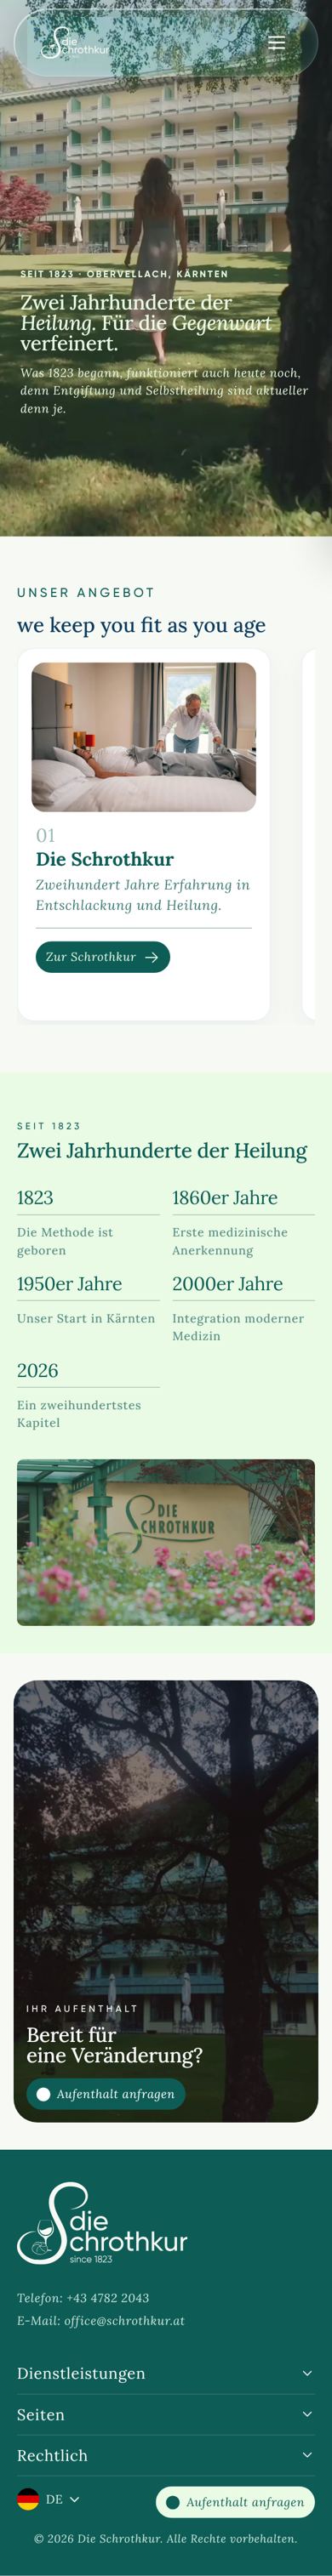 die
Schrothkur
SEIT 1823 · OBERVELLACH, KÄRNTEN
Zwei Jahrhunderte der
Heilung. Für die Gegenwart
verfeinert.
Was 1823 begann, funktioniert auch heute noch,
denn Entgiftung und Selbstheilung sind aktueller
denn je.
UNSER ANGEBOT
we keep you fit as you age
01
Die Schrothkur
Zweihundert Jahre Erfahrung in
Entschlackung und Heilung.
Zur Schrothkur
SEIT 1823
Zwei Jahrhunderte der Heilung
1823
Die Methode ist
geboren
1860er Jahre
Erste medizinische
Anerkennung
1950er Jahre
Unser Start in Kärnten
2000er Jahre
Integration moderner
Medizin
2026
Ein zweihundertstes
Kapitel
DIE
SCHROTHKUR
IHR AUFENTHALT
Bereit für
eine Veränderung?
Aufenthalt anfragen
die
Schrothkur
since 1823
Telefon: +43 4782 2043
E-Mail: office@schrothkur.at
Dienstleistungen
Seiten
Rechtlich
DE
Aufenthalt anfragen
© 2026 Die Schrothkur. Alle Rechte vorbehalten.